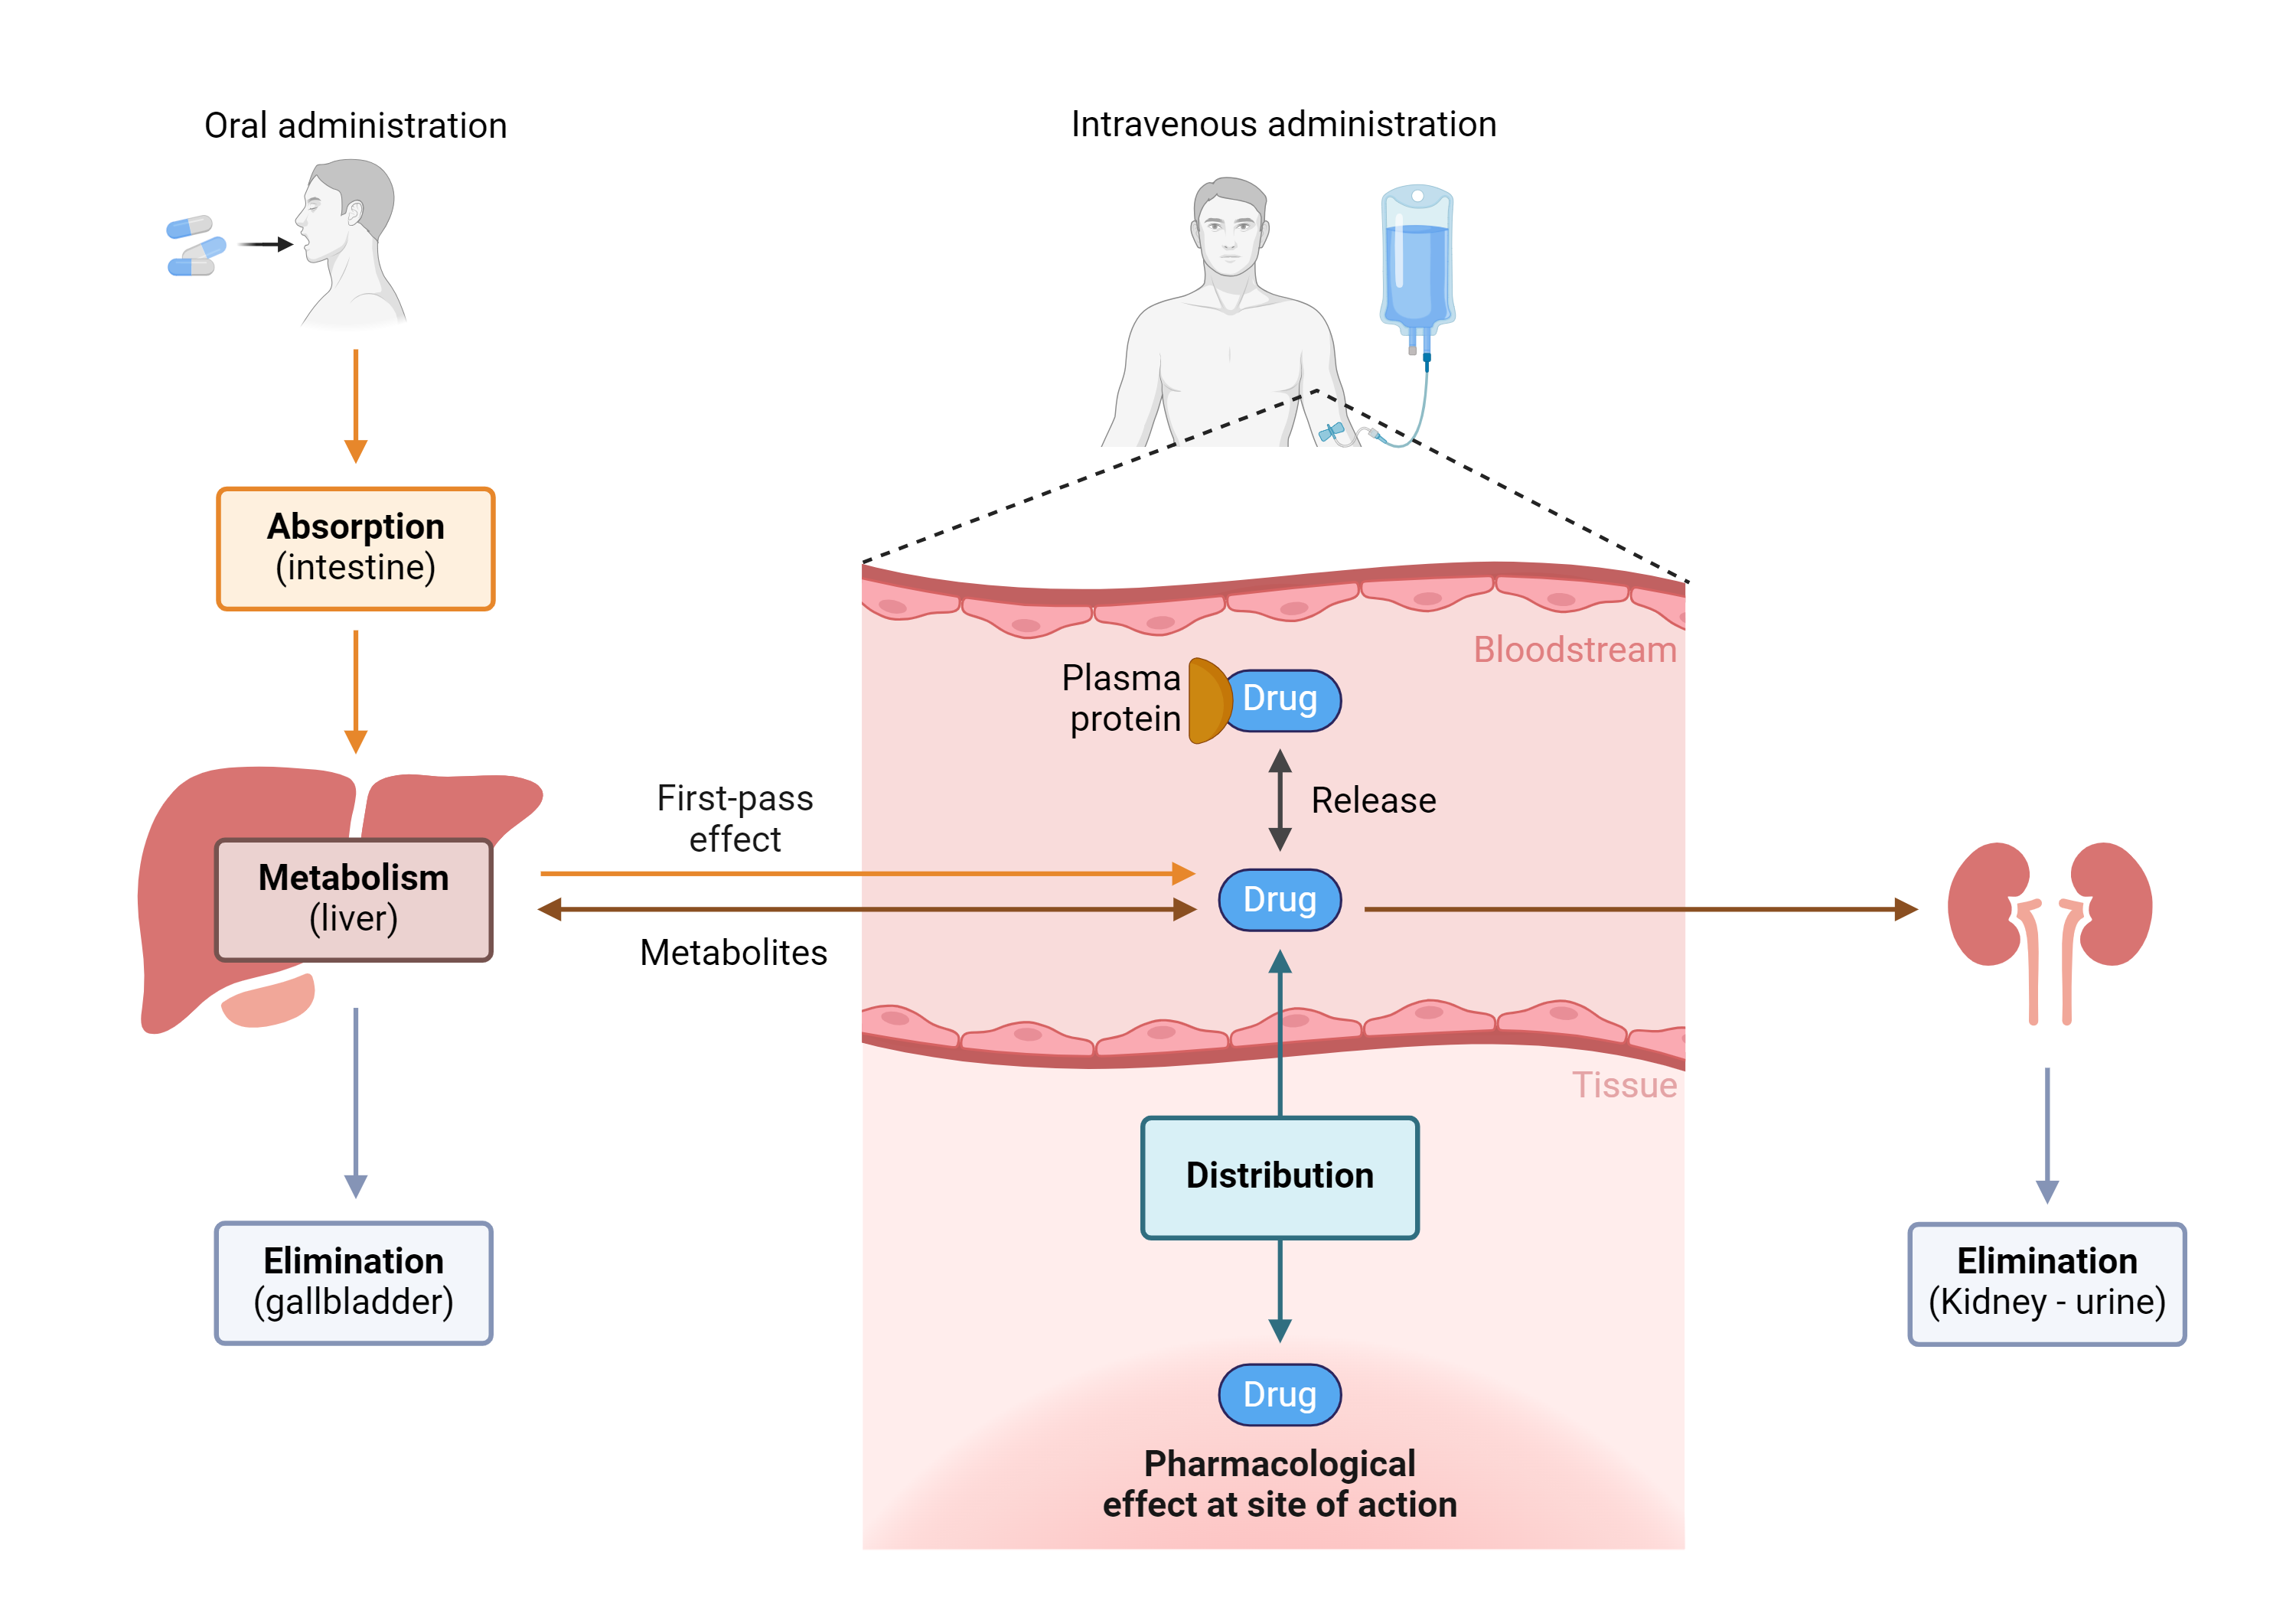 Oral administration
Intravenous administration
Absorption
(intestine)
Bloodstream
Plasma
protein
Drug
Release
First-pass
effect
Metabolism
(liver)
Drug
Metabolites
Tissue
Distribution
Elimination
(gallbladder)
Elimination
(Kidney - urine)
Drug
Pharmacological
effect at site of action